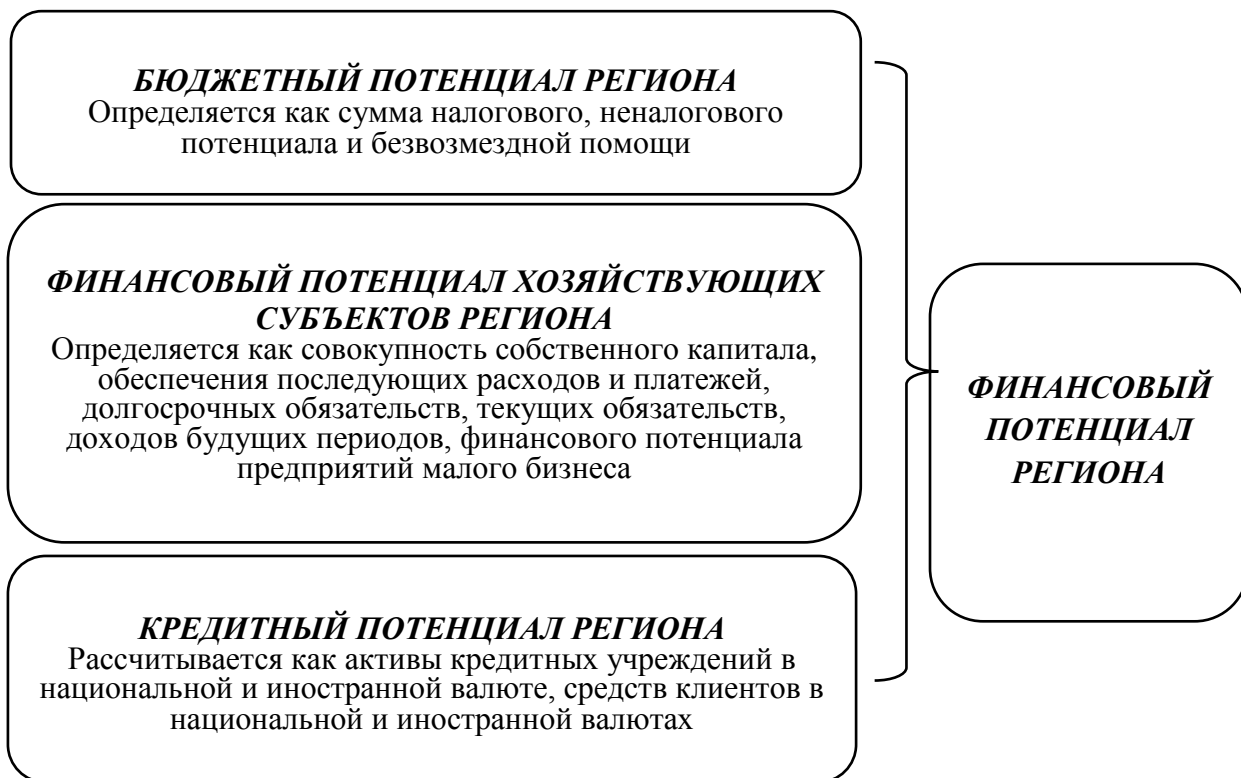 БЮДЖЕТНЫЙ ПОТЕНЦИАЛ РЕГИОНА
Определяется как сумма налогового, неналогового
потенциала и безвозмездной помощи
ФИНАНСОВЫЙ ПОТЕНЦИАЛ ХОЗЯЙСТВУЮЩИХ
СУБЪЕКТОВ РЕГИОНА
Определяется как совокупность собственного капитала,
обеспечения последующих расходов и платежей,
долгосрочных обязательств, текущих обязательств,
доходов будущих периодов, финансового потенциала
предприятий малого бизнеса
КРЕДИТНЫЙ ПОТЕНЦИАЛ РЕГИОНА
Рассчитывается как активы кредитных учреждений в
национальной и иностранной валюте, средств клиентов в
национальной и иностранной валютах
ФИНАНСОВЫЙ
ПОТЕНЦИАЛ
РЕГИОНА